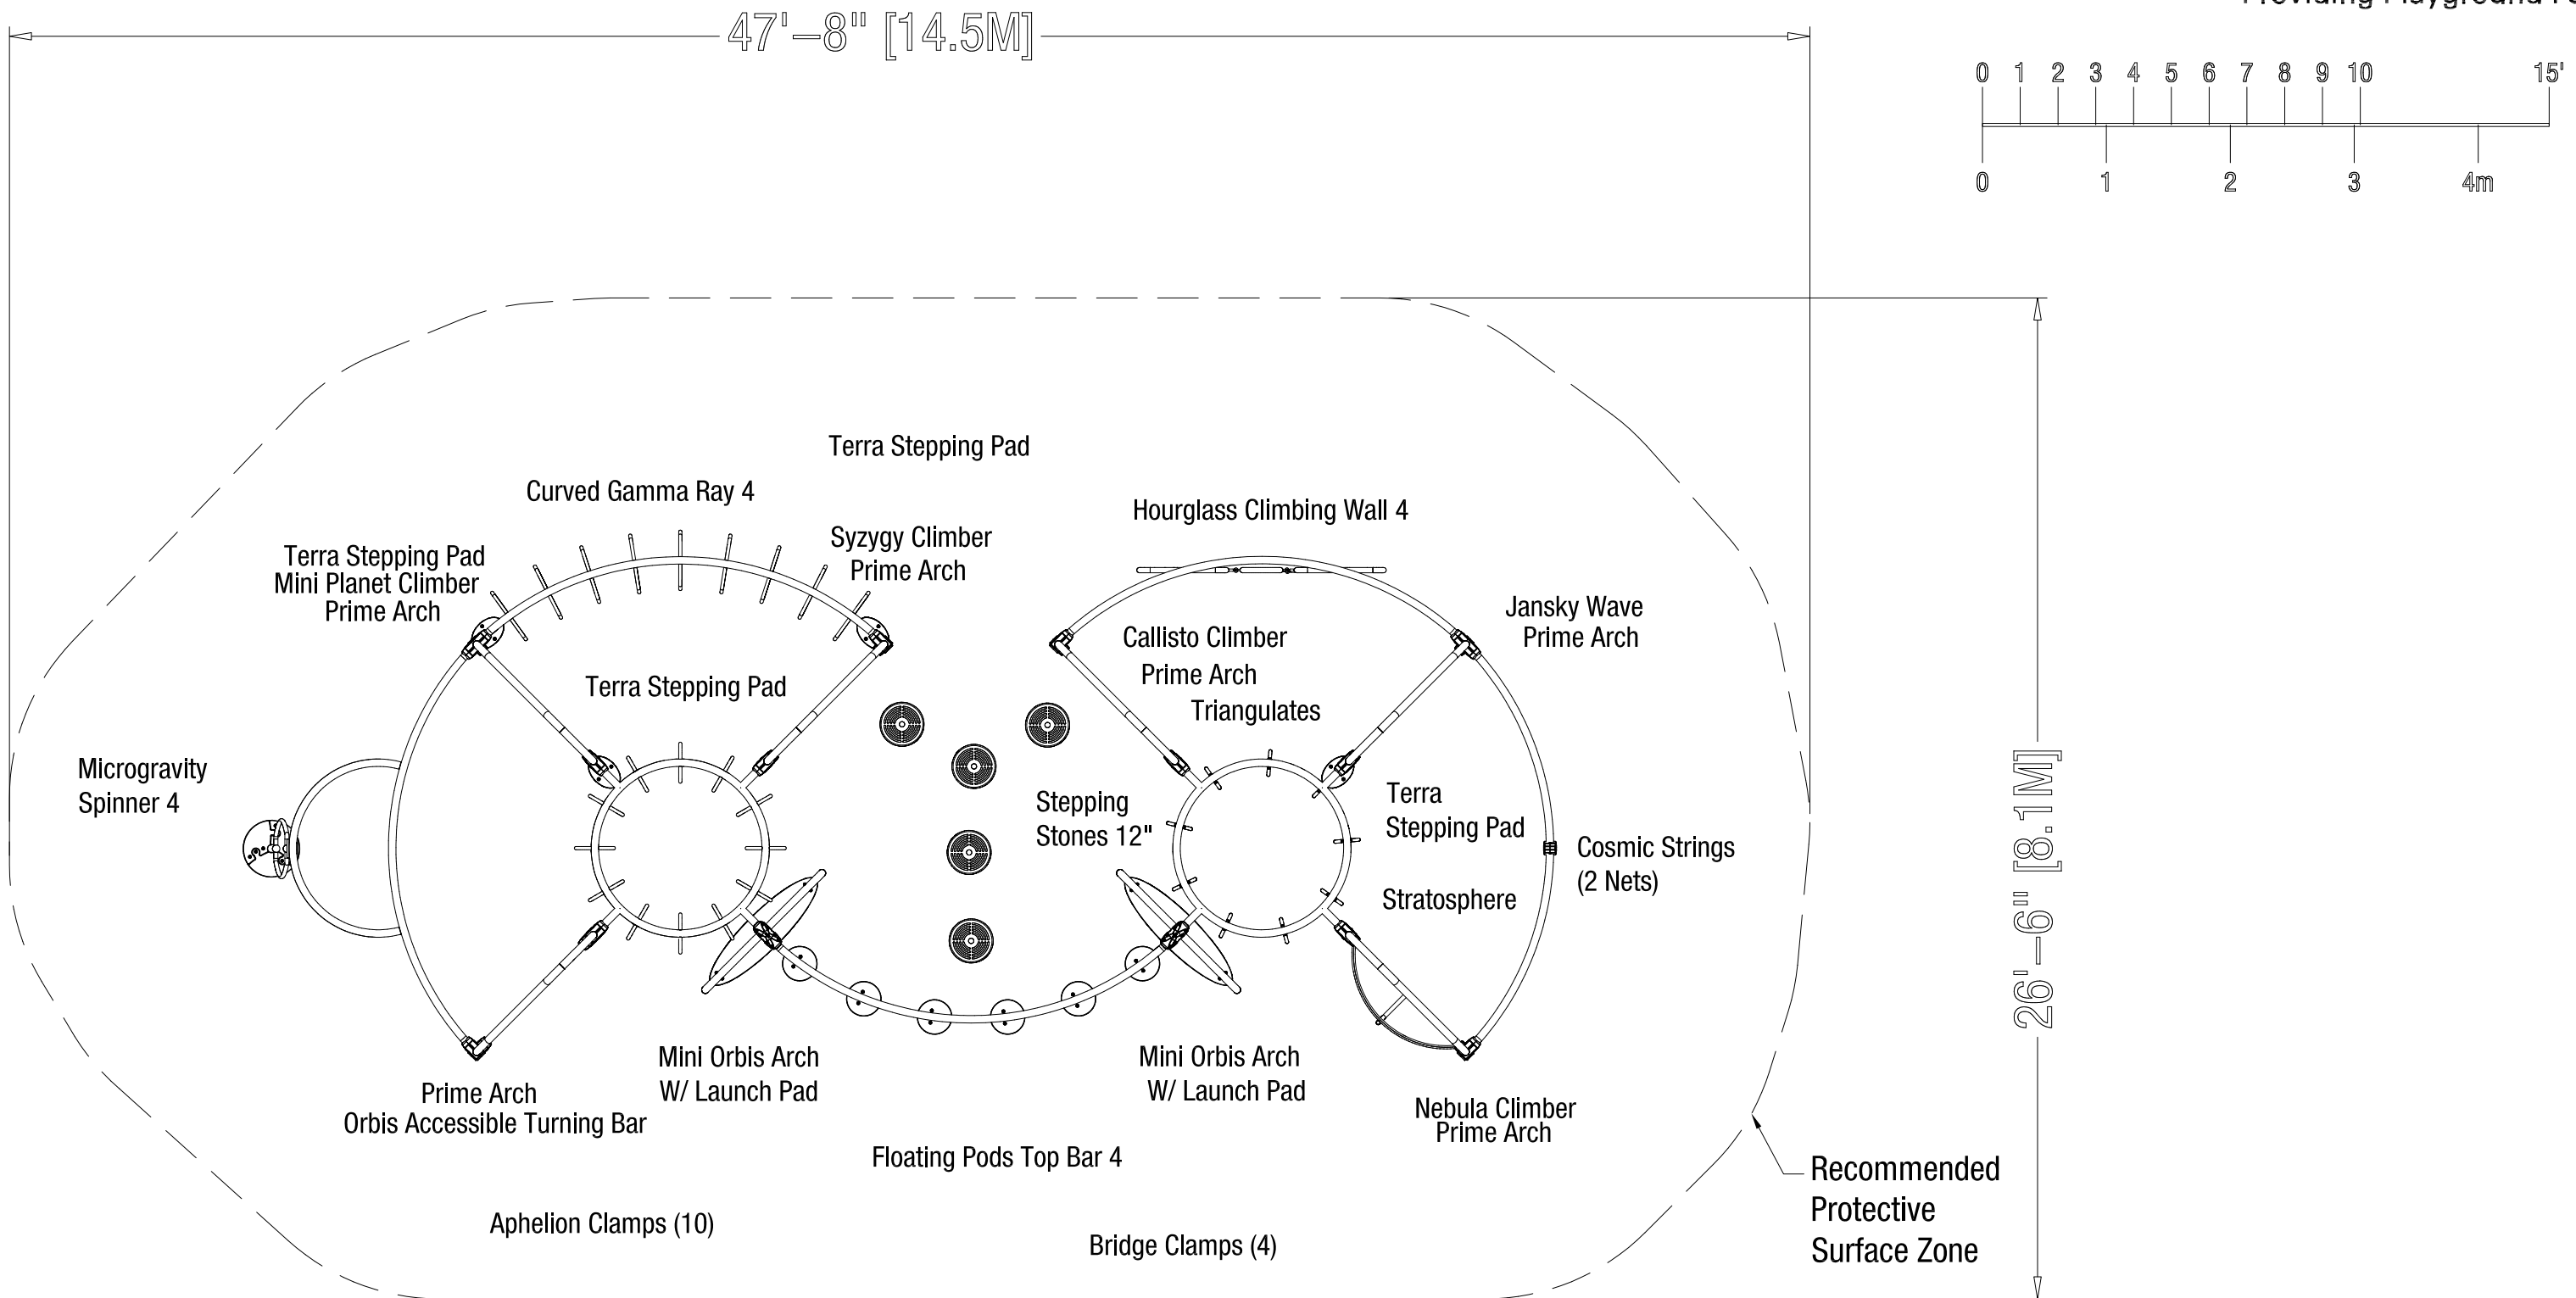 Providing Playground
47'–8" [14.5M]
0 1 2 3 4 5 6 7 8 9 10 15'
0 1 2 3 4m
Terra Stepping Pad
Curved Gamma Ray 4
Hourglass Climbing Wall 4
Syzygy Climber
Prime Arch
Terra Stepping Pad
Mini Planet Climber
Prime Arch
Jansky Wave
Prime Arch
Callisto Climber
Prime Arch
Triangulates
Terra Stepping Pad
Microgravity
Spinner 4
Stepping
Stones 12"
Terra
Stepping Pad
Cosmic Strings
(2 Nets)
Stratosphere
26'–6" [8.1M]
Mini Orbis Arch
W/ Launch Pad
Mini Orbis Arch
W/ Launch Pad
Prime Arch
Orbis Accessible Turning Bar
Nebula Climber
Prime Arch
Floating Pods Top Bar 4
Recommended
Protective
Surface Zone
Aphelion Clamps (10)
Bridge Clamps (4)